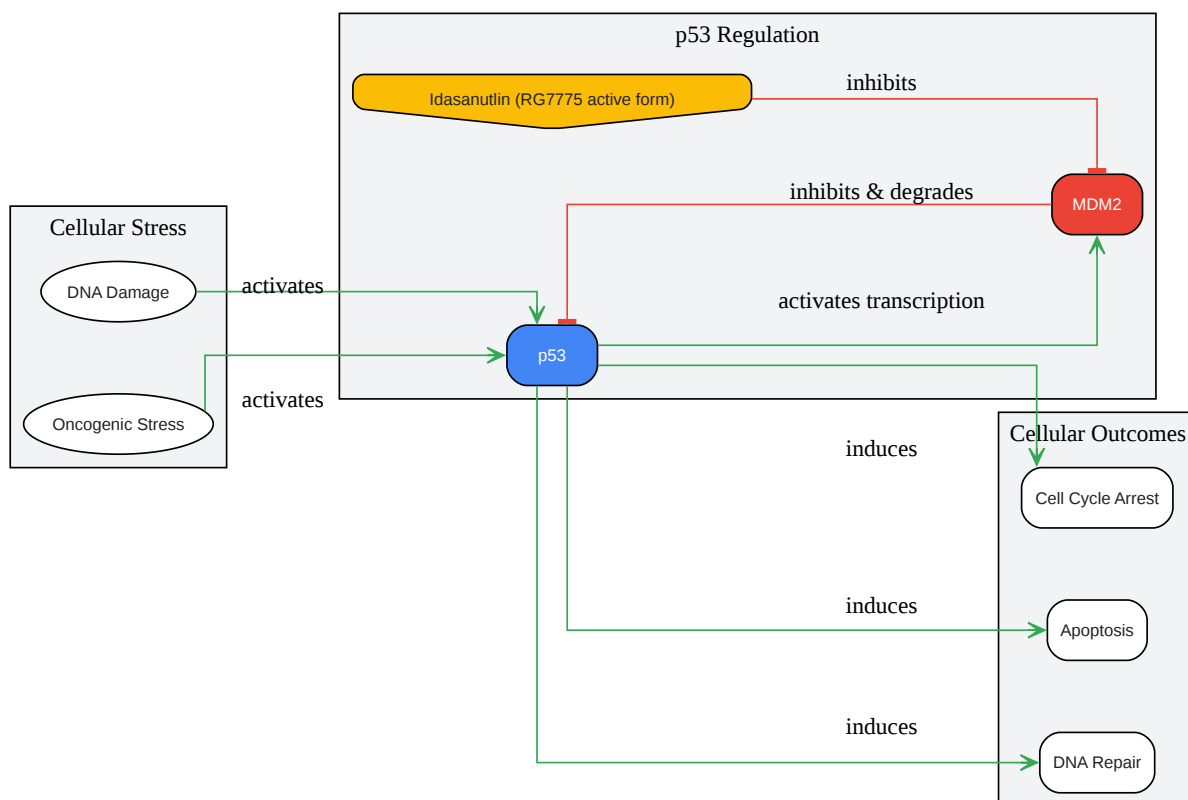 p53 Regulation
Idasanutlin (RG7775 active form)
inhibits
inhibits & degrades
MDM2
Cellular Stress
DNA Damage
activates
activates transcription
p53
activates
Oncogenic Stress
Cellular Outcomes
induces
Cell Cycle Arrest
induces
Apoptosis
induces
DNA Repair